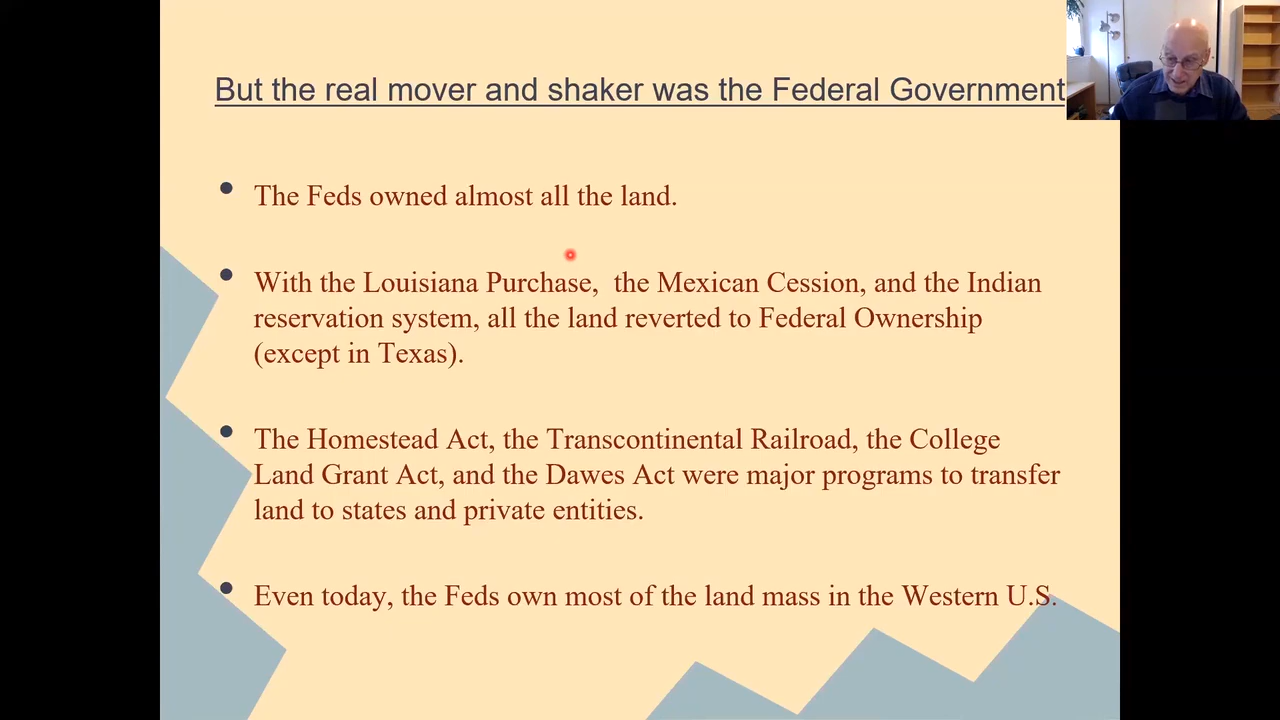 But the real mover and shaker was the Federal Government
• The Feds owned almost all the land.
• With the Louisiana Purchase,  the Mexican Cession, and the Indian
reservation system, all the land reverted to Federal Ownership
(except in Texas).
• The Homestead Act, the Transcontinental Railroad, the College
Land Grant Act, and the Dawes Act were major programs to transfer
land to states and private entities.
• Even today, the Feds own most of the land mass in the Western U.S.